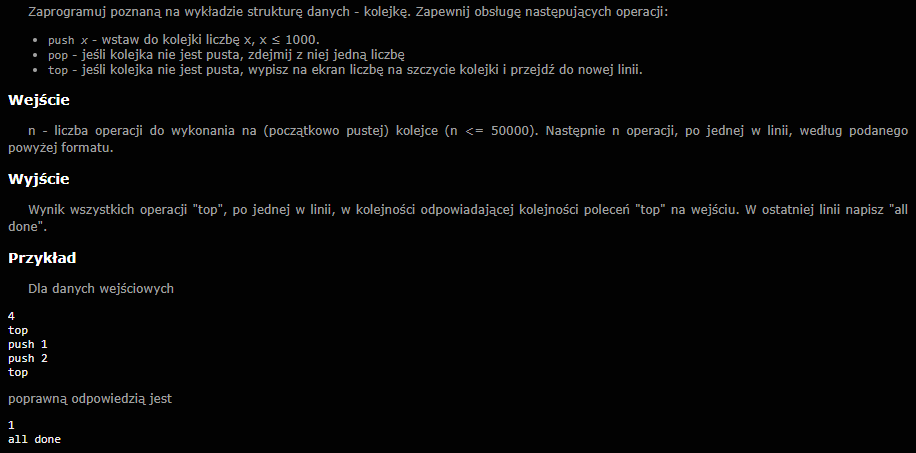 Zaprogramuj poznaną na wykładzie strukturę danych - kolejkę. Zapewnij obsługę następujących operacji:
• push x - wstaw do kolejki liczbę x, x ≤ 1000.
• pop - jeśli kolejka nie jest pusta, zdejmij z niej jedną liczbę
• top - jeśli kolejka nie jest pusta, wypisz na ekran liczbę na szczycie kolejki i przejdź do nowej linii.
Wejście
n - liczba operacji do wykonania na (początkowo pustej) kolejce (n <= 50000). Następnie n operacji, po jednej w linii, według podanego
powyżej formatu.
Wyjście
Wynik wszystkich operacji "top", po jednej w linii, w kolejności odpowiadającej kolejności poleceń "top" na wejściu. W ostatniej linii napisz "all
done".
Przykład
Dla danych wejściowych
4
top
push 1
push 2
top
poprawną odpowiedzią jest
1
all done